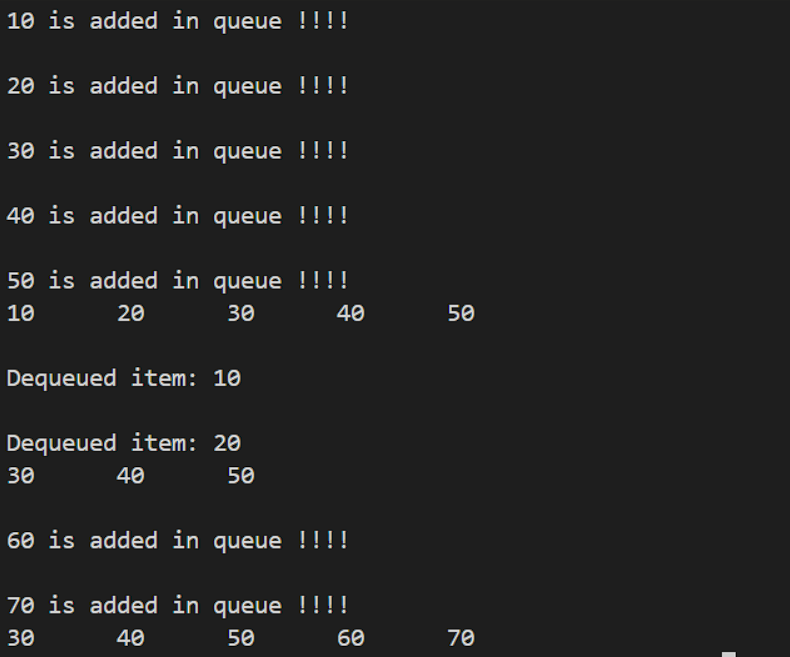 10 is added in queue !!!!
20 is added in queue !!!!
30 is added in queue !!!!
40 is added in queue !!!!
50 is added in queue !!!!
10 20 30 40 50
Dequeued item: 10
Dequeued item: 20
30 40 50
60 is added in queue !!!!
70 is added in queue !!!!
30 40 50 60 70